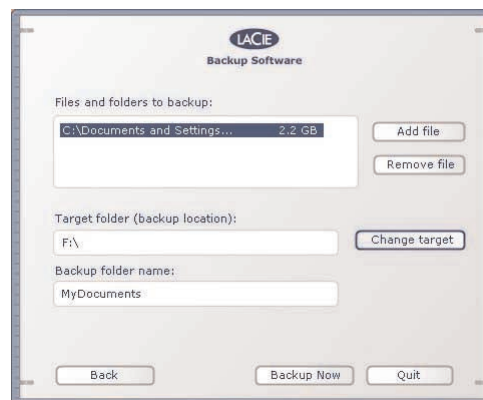 LACIE
Backup Software
Files and folders to backup:
C:\Documents and Settings... 2.2 GB
Add file
Remove file
Target folder (backup location):
F:\
Change target
Backup folder name:
MyDocuments
Back
Backup Now
Quit